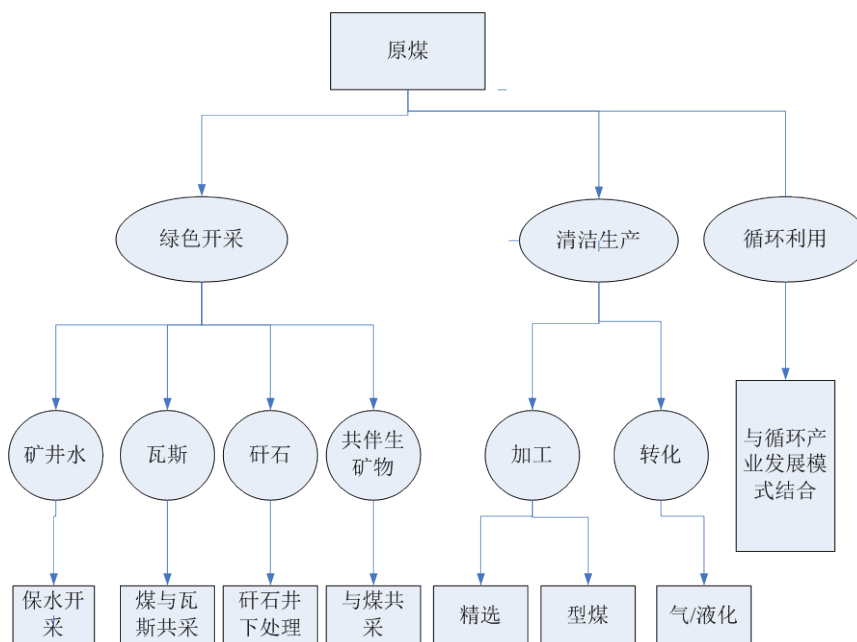 原煤
绿色开采
清洁生产
循环利用
矿井水
瓦斯
矸石
共伴生
矿物
加工
转化
与循环产
业发展模
式结合
保水开
采
煤与瓦
斯共采
矸石井
下处理
与煤共
采
精选
型煤
气/液化